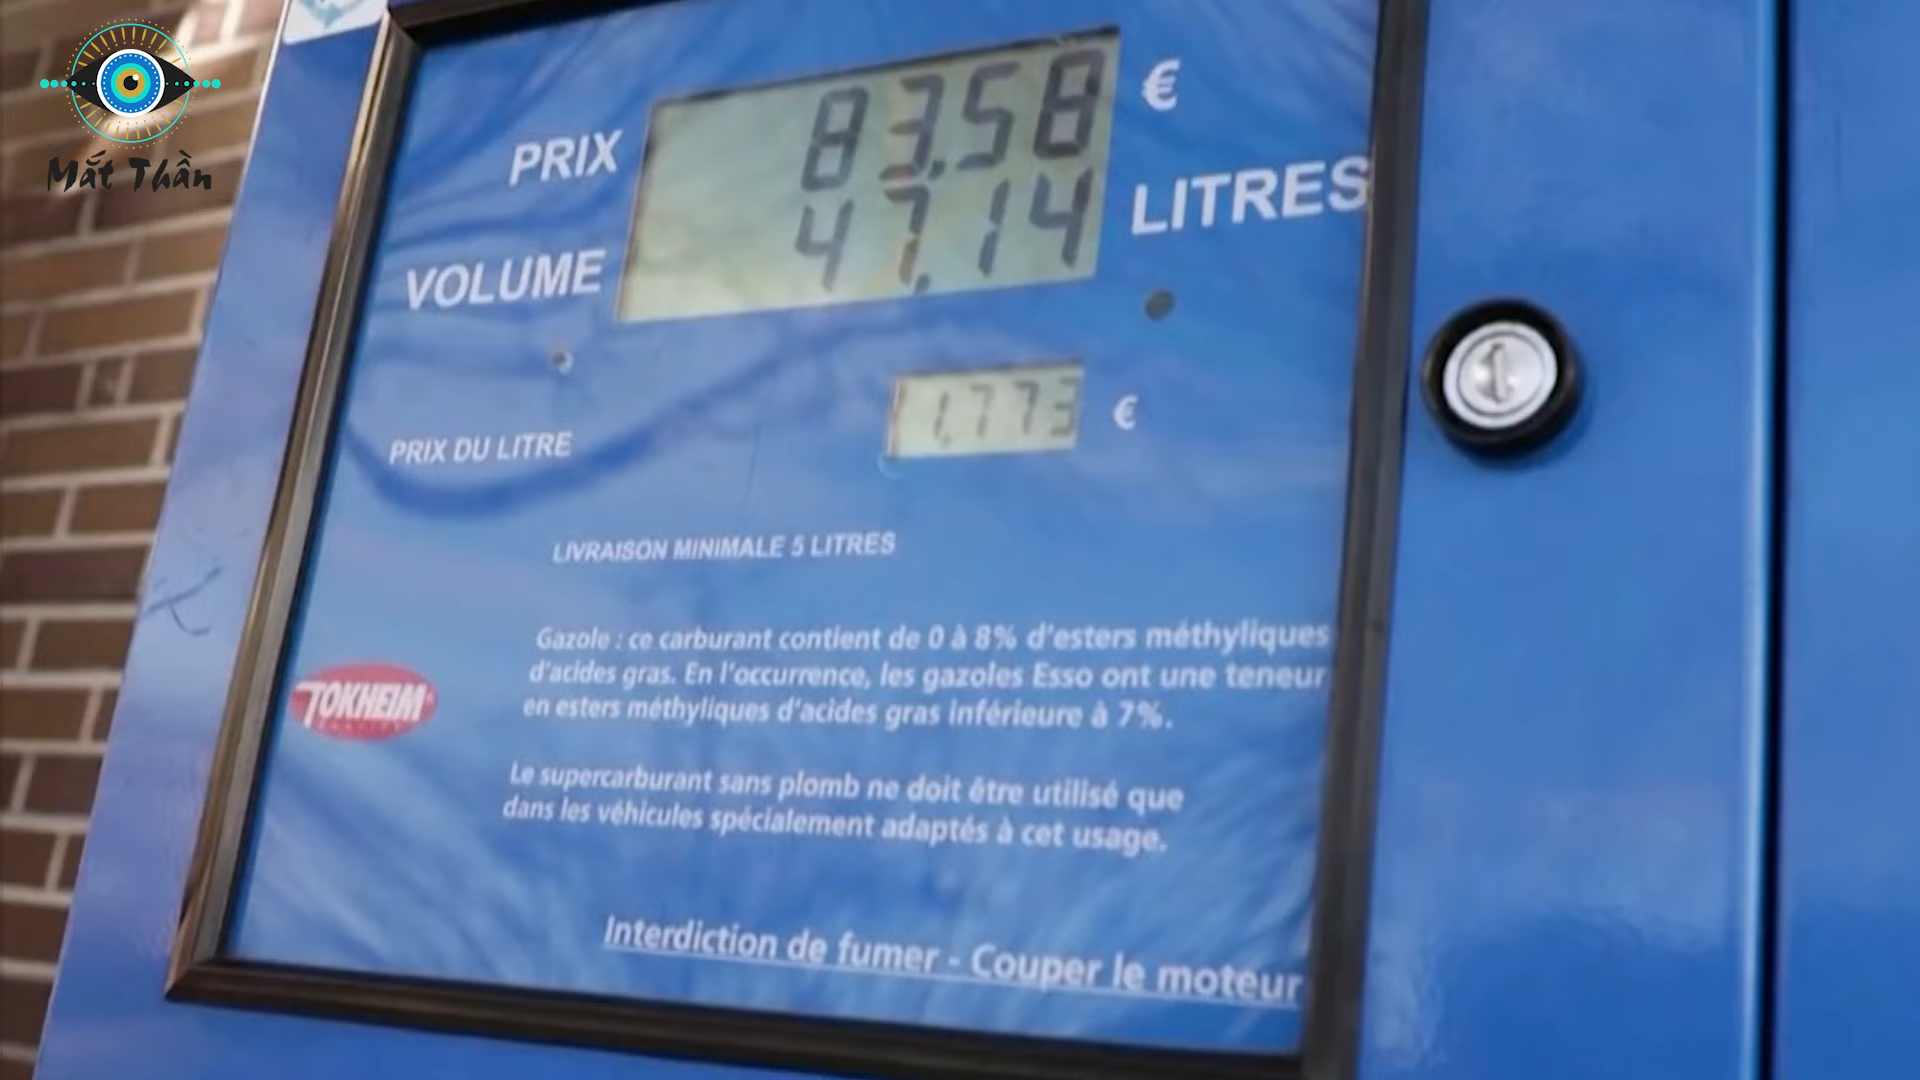 Mắt Thần
PRIX 83,58 €
VOLUME 47,14 LITRES
PRIX DU LITRE 1,773 €
LIVRAISON MINIMALE 5 LITRES
Gazole : ce carburant contient de 0 à 8% d'esters méthyliques
d'acides gras. En l'occurrence, les gazoles Esso ont une teneur
en esters méthyliques d'acides gras inférieure à 7%.
TOKHEIM
Le supercarburant sans plomb ne doit être utilisé que
dans les véhicules spécialement adaptés à cet usage.
Interdiction de fumer - Couper le moteur